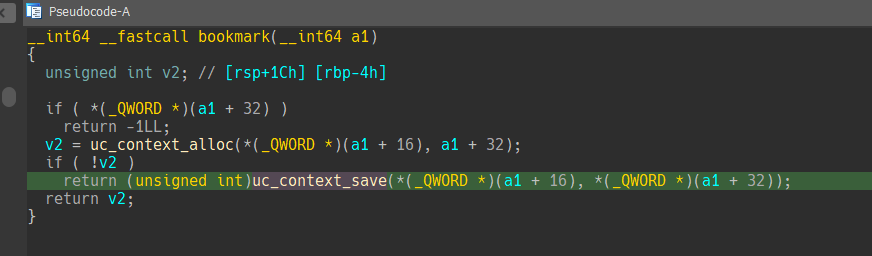 Pseudocode-A
__int64 __fastcall bookmark(__int64 a1)
{
  unsigned int v2; // [rsp+1Ch] [rbp-4h]

  if ( *(_QWORD *)(a1 + 32) )
    return -1LL;
  v2 = uc_context_alloc(*(_QWORD *)(a1 + 16), a1 + 32);
  if ( !v2 )
    return (unsigned int)uc_context_save(*(_QWORD *)(a1 + 16), *(_QWORD *)(a1 + 32));
  return v2;
}